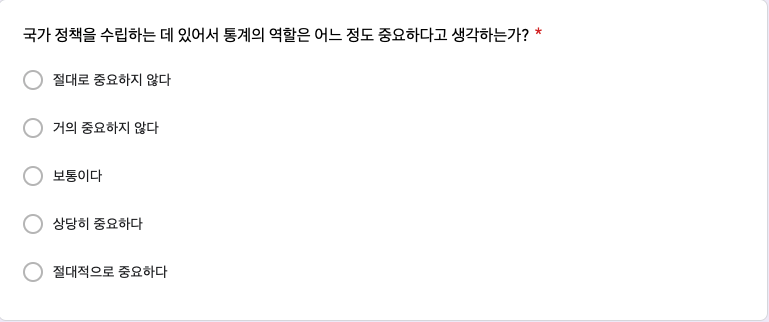 국가 정책을 수립하는 데 있어서 통계의 역할은 어느 정도 중요하다고 생각하는가? *
절대로 중요하지 않다
거의 중요하지 않다
보통이다
상당히 중요하다
절대적으로 중요하다